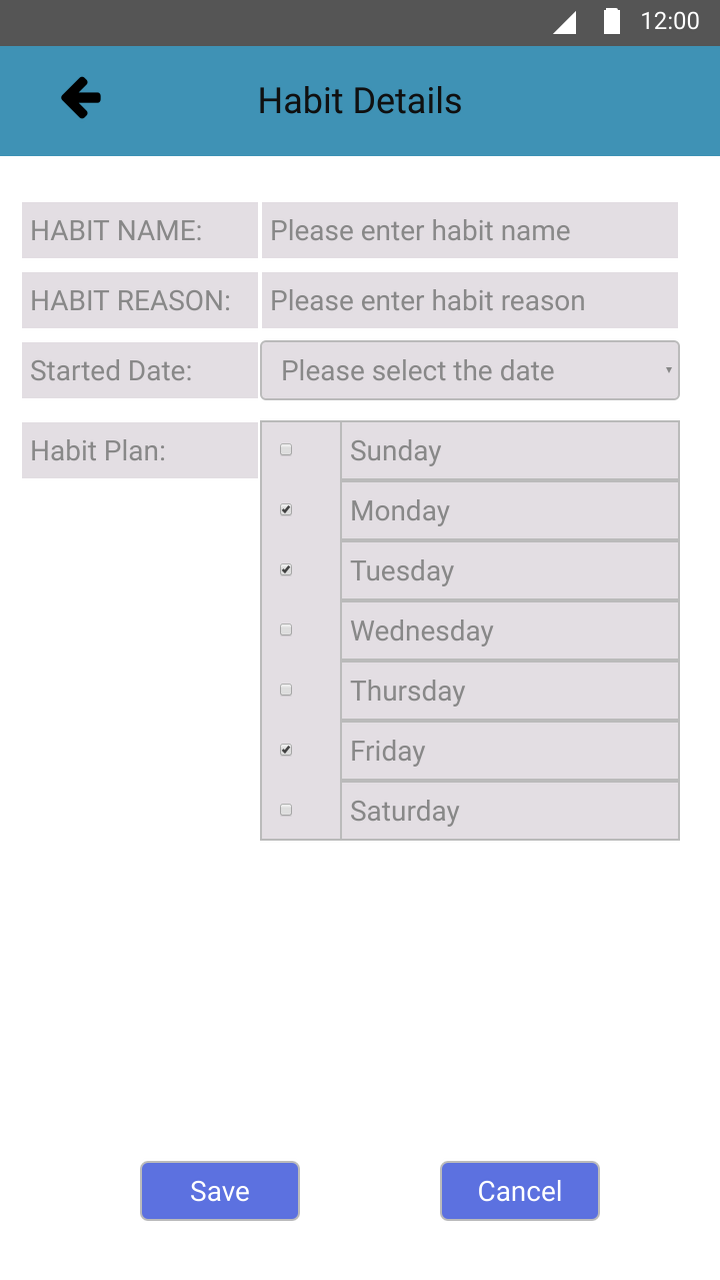 12:00
Habit Details
HABIT NAME: Please enter habit name
HABIT REASON: Please enter habit reason
Started Date: Please select the date
Habit Plan: Sunday
Monday
Tuesday
Wednesday
Thursday
Friday
Saturday
Save Cancel